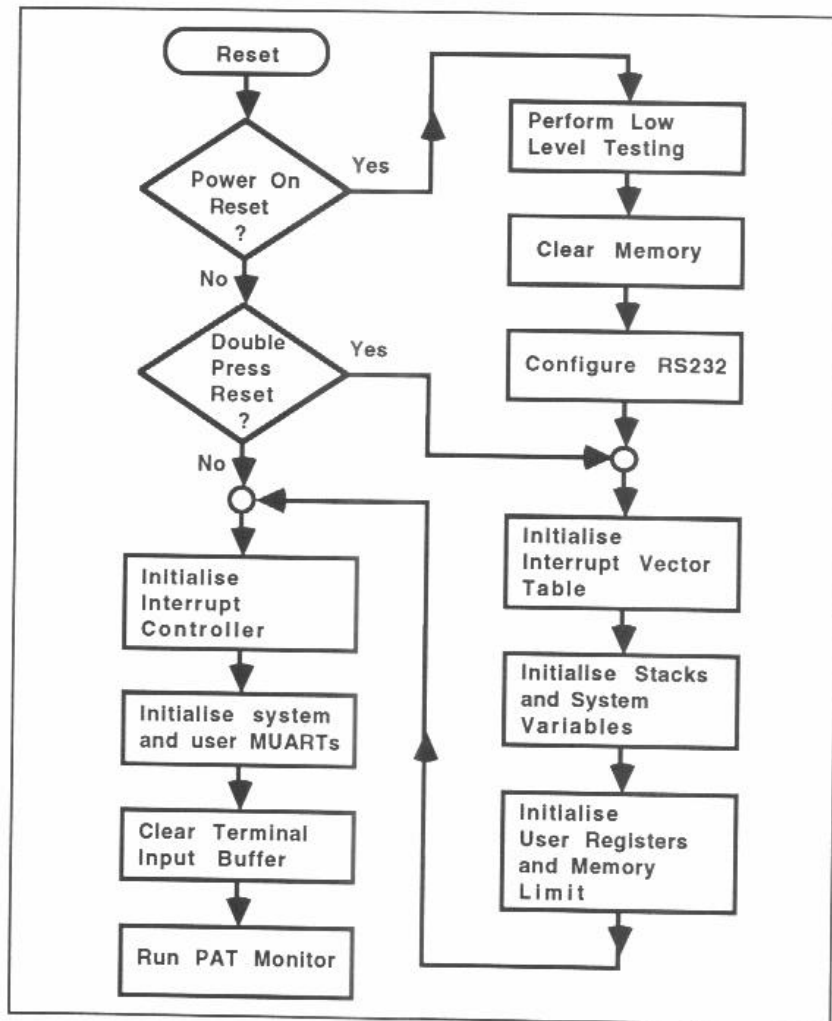 Reset
Power On
Reset
?
Yes
No
Double
Press
Reset
?
Yes
No
Initialise
Interrupt
Controller
Initialise system
and user MUARTs
Clear Terminal
Input Buffer
Run PAT Monitor
Perform Low
Level Testing
Clear Memory
Configure RS232
Initialise
Interrupt Vector
Table
Initialise Stacks
and System
Variables
Initialise
User Registers
and Memory
Limit